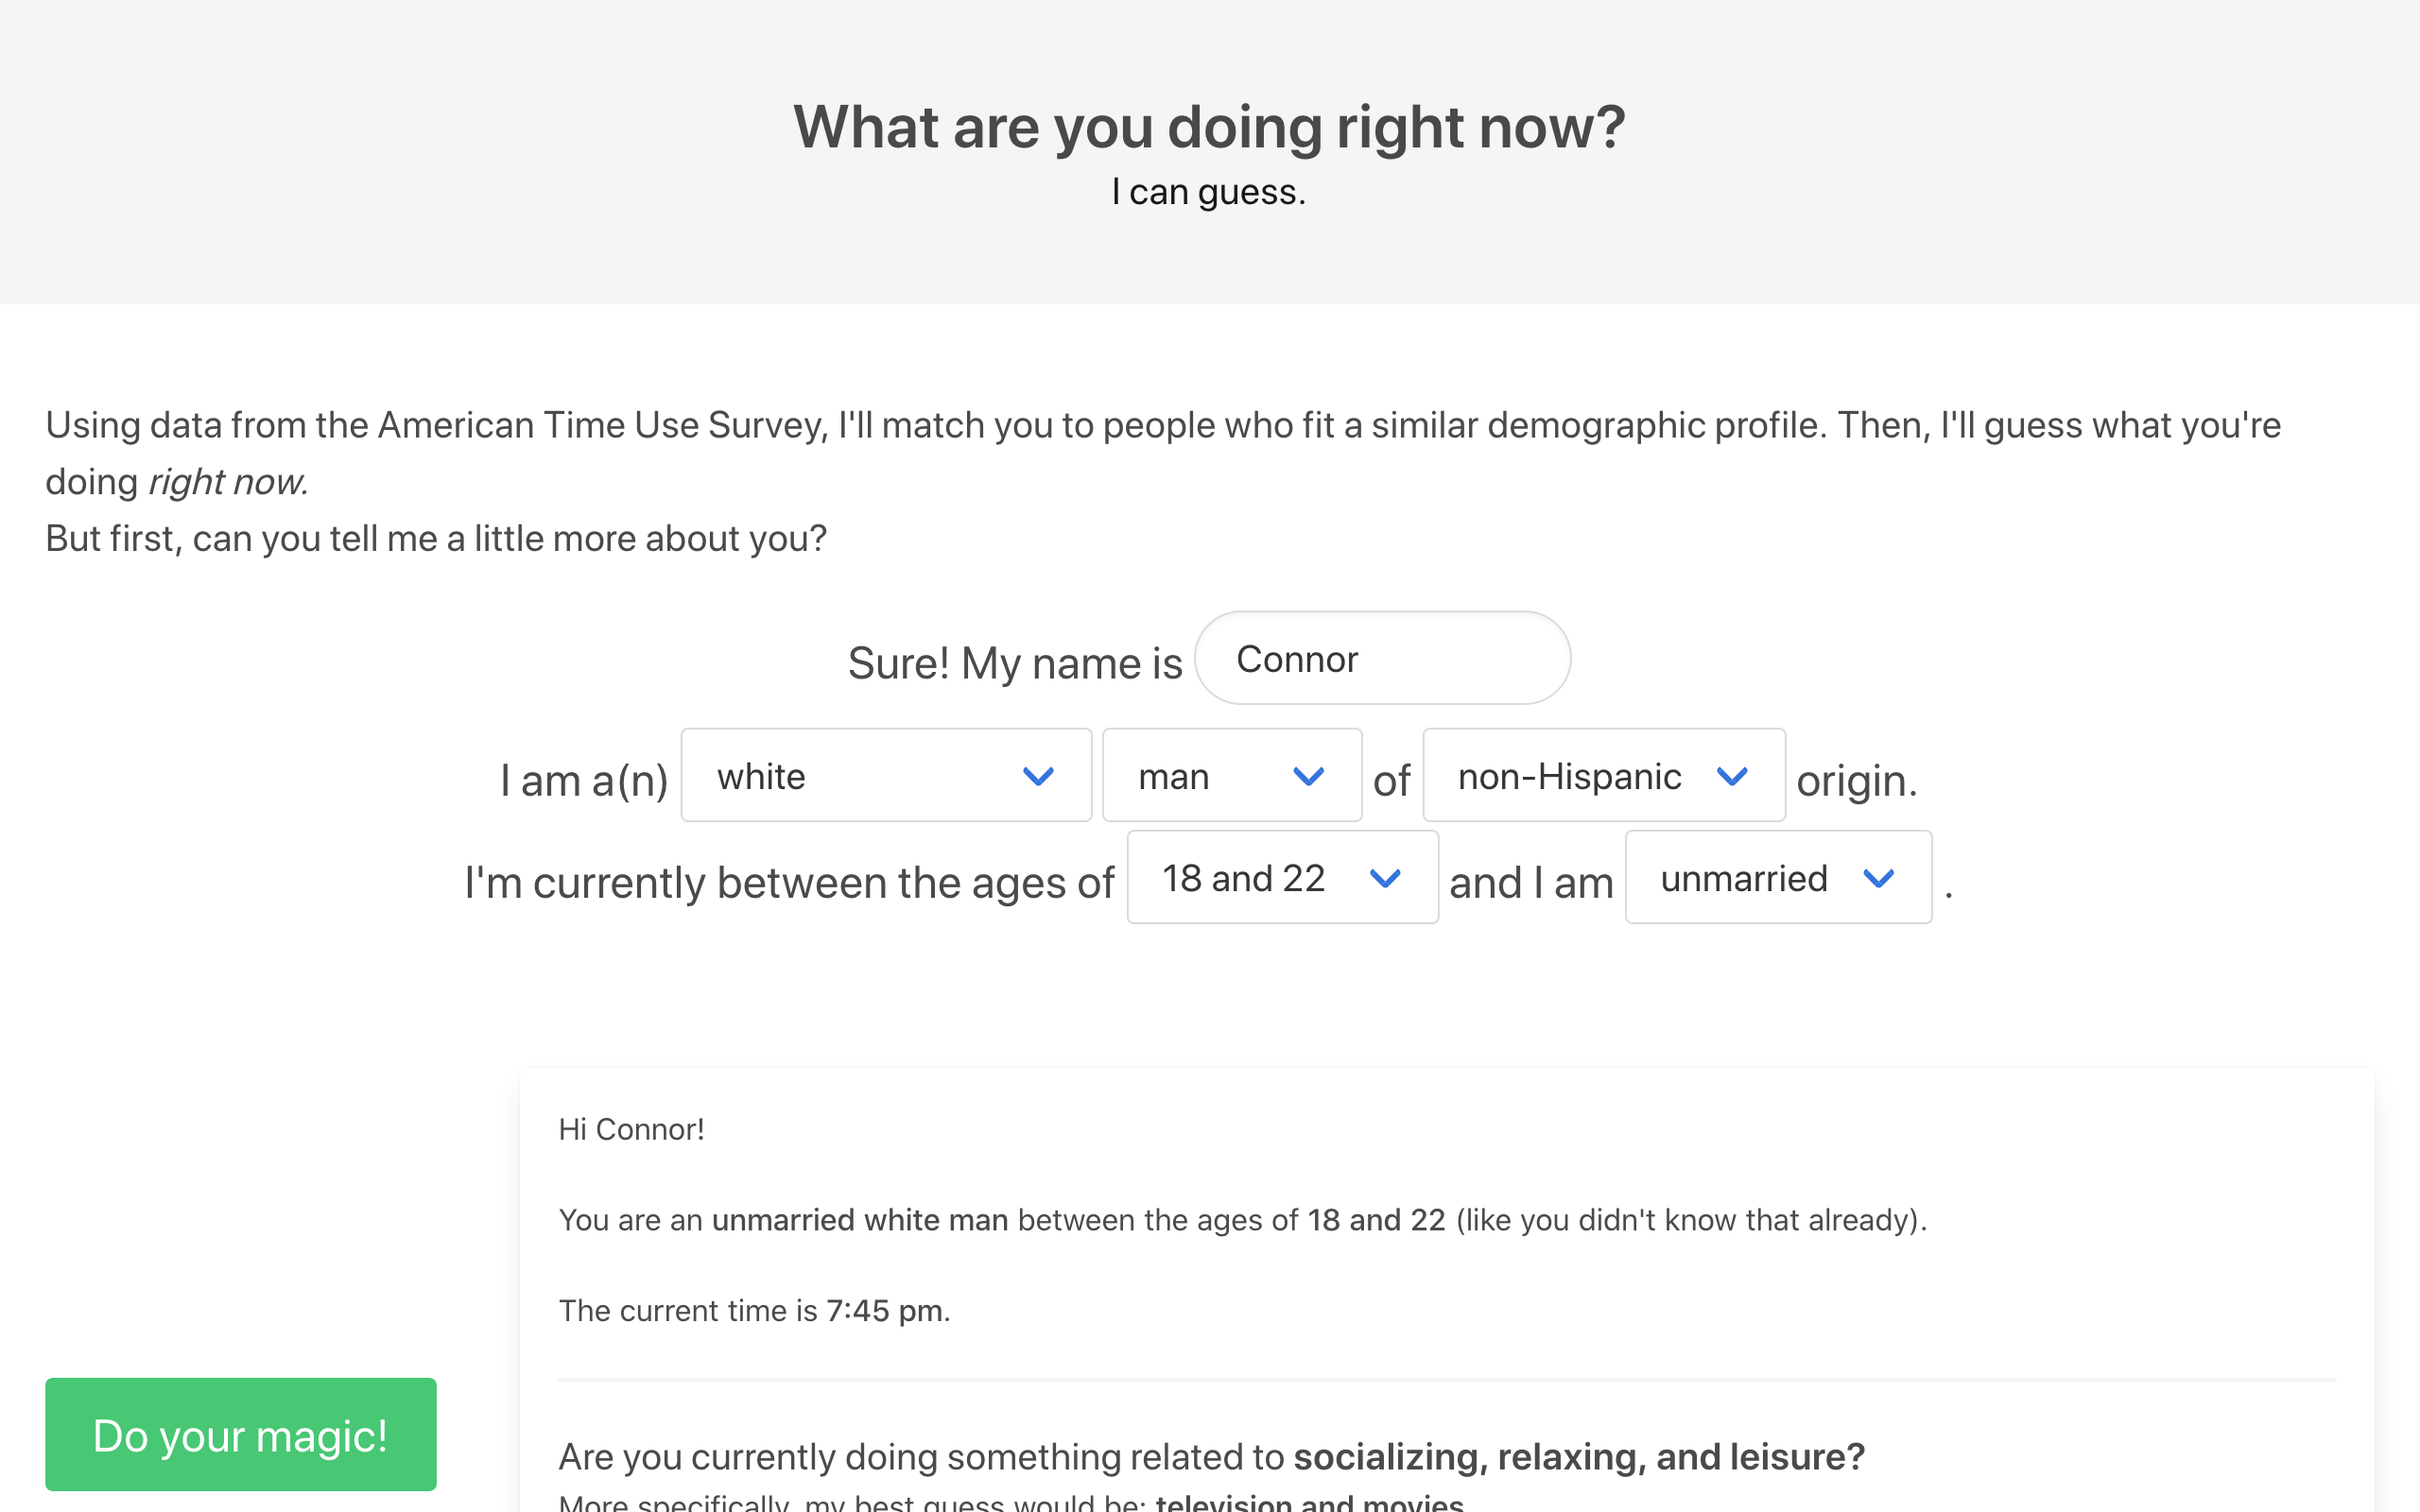 What are you doing right now?
I can guess.
Using data from the American Time Use Survey, I'll match you to people who fit a similar demographic profile. Then, I'll guess what you're
doing right now.
But first, can you tell me a little more about you?
Sure! My name is Connor
I am a(n) white man of non-Hispanic origin.
I'm currently between the ages of 18 and 22 and I am unmarried .
Hi Connor!
You are an unmarried white man between the ages of 18 and 22 (like you didn't know that already).
The current time is 7:45 pm.
Do your magic!
Are you currently doing something related to socializing, relaxing, and leisure?
More specifically, my best guess would be: television and movies